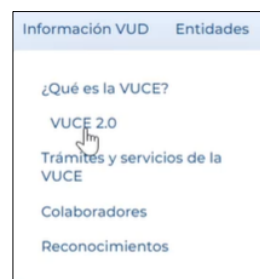 Información VUD Entidades
¿Qué es la VUCE?
VUCE 2.0
Trámites y servicios de la
VUCE
Colaboradores
Reconocimientos